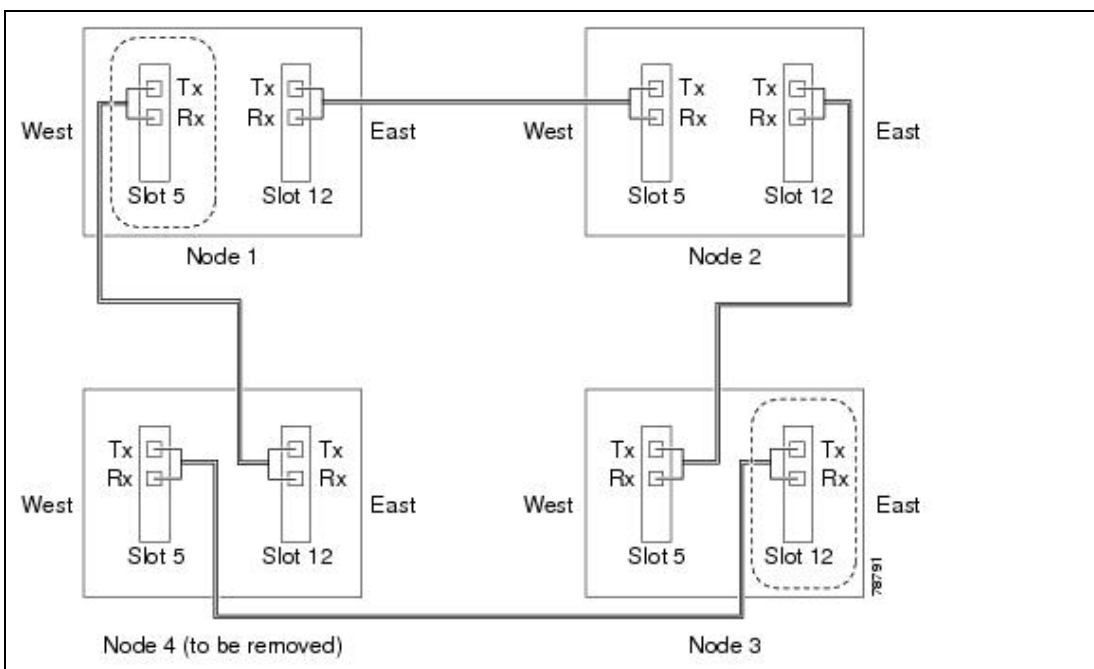 Tx Tx Tx Tx
West Rx Rx East West Rx Rx East
Slot 5 Slot 12 Slot 5 Slot 12
Node 1 Node 2
Tx Tx Tx Tx
West Rx Rx East West Rx Rx East
Slot 5 Slot 12 Slot 5 Slot 12
78791
Node 4 (to be removed) Node 3